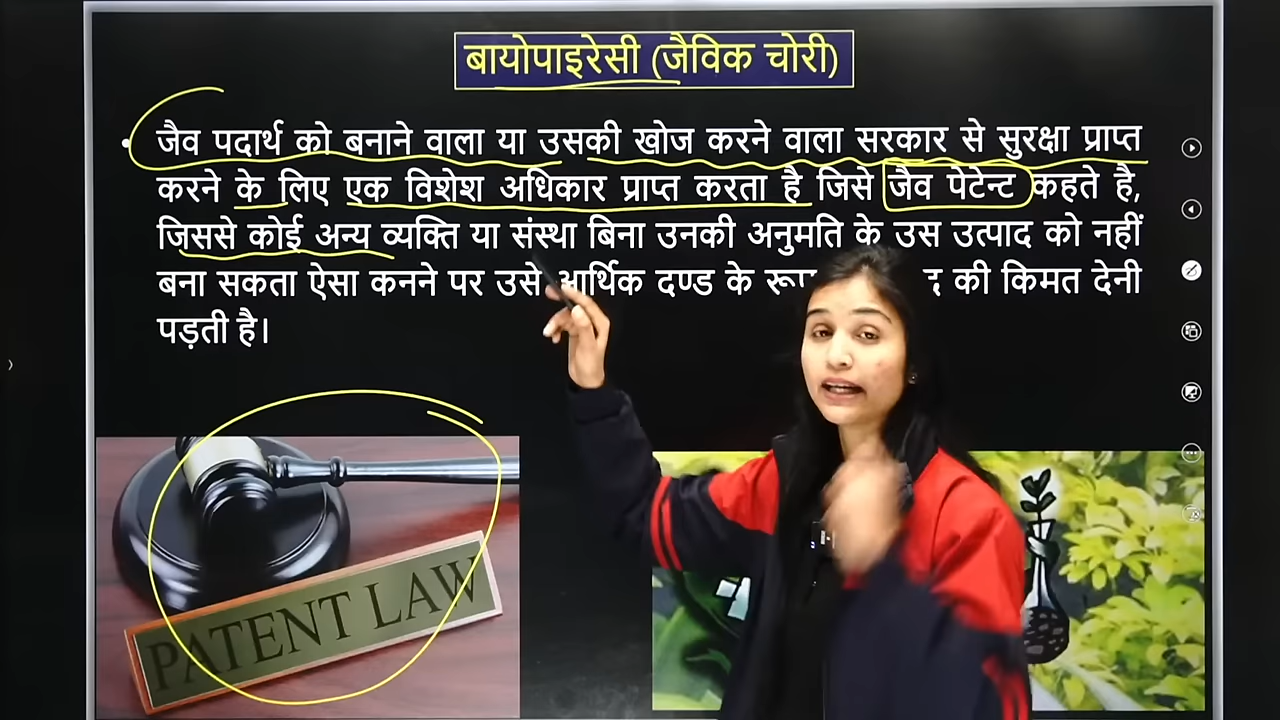 बायोपाइरेसी (जैविक चोरी)
• जैव पदार्थ को बनाने वाला या उसकी खोज करने वाला सरकार से सुरक्षा प्राप्त
करने के लिए एक विशेश अधिकार प्राप्त करता है जिसे जैव पेटेन्ट कहते है,
जिससे कोई अन्य व्यक्ति या संस्था बिना उनकी अनुमति के उस उत्पाद को नहीं
बना सकता ऐसा कनने पर उसे आर्थिक दण्ड के की किमत देनी
पड़ती है।
PATENT LAW